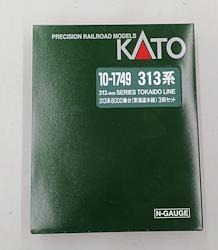 PRECISION RAILROAD MODELS
KATO
10-1749 313系
313-8000 SERIES TOKAIDO LINE
313系8000番台(東海道本線)3両セット
N-GAUGE